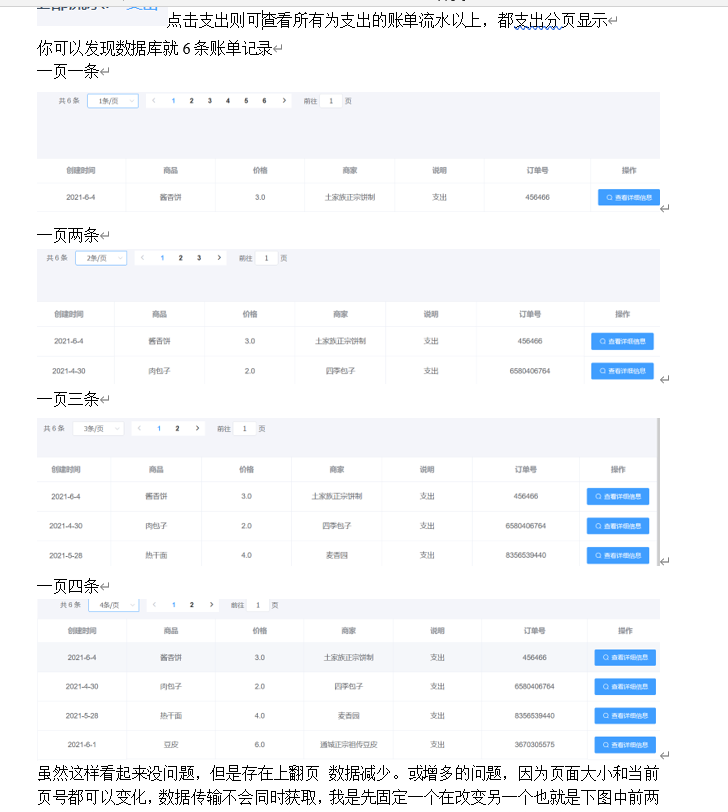 支出
点击支出则可查看所有为支出的账单流水以上，都支出分页显示
你可以发现数据库就 6 条账单记录
一页一条
共 6 条 1条/页 1 2 3 4 5 6 前往 1 页
创建时间 商品 价格 商家 说明 订单号 操作
2021-6-4 酱香饼 3.0 土家族正宗饼制 支出 456466 查看详细信息
一页两条
共 6 条 2条/页 1 2 3 前往 1 页
创建时间 商品 价格 商家 说明 订单号 操作
2021-6-4 酱香饼 3.0 土家族正宗饼制 支出 456466 查看详细信息
2021-4-30 肉包子 2.0 四季包子 支出 6580406764 查看详细信息
一页三条
共 6 条 3条/页 1 2 前往 1 页
创建时间 商品 价格 商家 说明 订单号 操作
2021-6-4 酱香饼 3.0 土家族正宗饼制 支出 456466 查看详细信息
2021-4-30 肉包子 2.0 四季包子 支出 6580406764 查看详细信息
2021-5-28 热干面 4.0 麦香园 支出 8356539440 查看详细信息
一页四条
共 6 条 4条/页 1 2 前往 1 页
创建时间 商品 价格 商家 说明 订单号 操作
2021-6-4 酱香饼 3.0 土家族正宗饼制 支出 456466 查看详细信息
2021-4-30 肉包子 2.0 四季包子 支出 6580406764 查看详细信息
2021-5-28 热干面 4.0 麦香园 支出 8356539440 查看详细信息
2021-6-1 豆皮 6.0 通城正宗祖传豆皮 支出 3670305575 查看详细信息
虽然这样看起来没问题，但是存在上翻页 数据减少。或增多的问题，因为页面大小和当前
页号都可以变化，数据传输不会同时获取，我是先固定一个在改变另一个也就是下图中前两